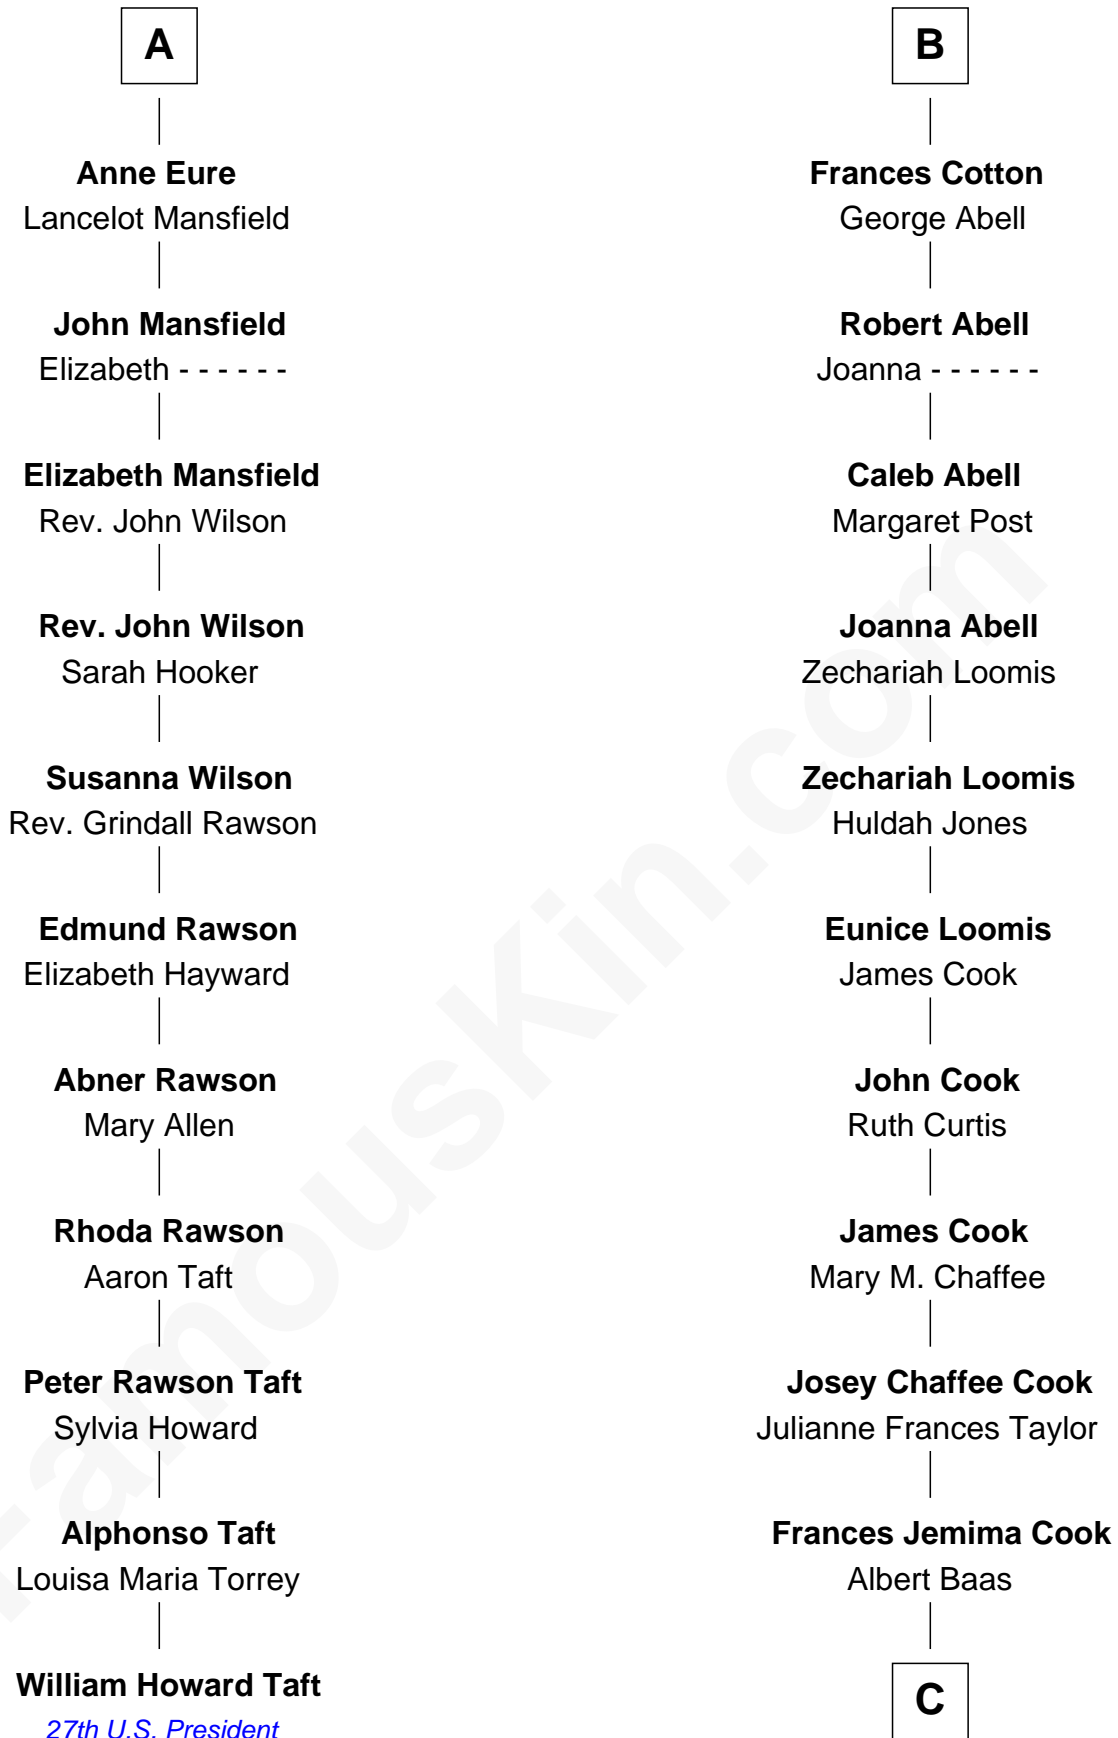 A
Anne Eure
Lancelot Mansfield
John Mansfield
Elizabeth - - - - - -
Elizabeth Mansfield
Rev. John Wilson
Rev. John Wilson
Sarah Hooker
Susanna Wilson
Rev. Grindall Rawson
Edmund Rawson
Elizabeth Hayward
Abner Rawson
Mary Allen
Rhoda Rawson
Aaron Taft
Peter Rawson Taft
Sylvia Howard
Alphonso Taft
Louisa Maria Torrey
William Howard Taft
27th U.S. President
B
Frances Cotton
George Abell
Robert Abell
Joanna - - - - - -
Caleb Abell
Margaret Post
Joanna Abell
Zechariah Loomis
Zechariah Loomis
Huldah Jones
Eunice Loomis
James Cook
John Cook
Ruth Curtis
James Cook
Mary M. Chaffee
Josey Chaffee Cook
Julianne Frances Taylor
Frances Jemima Cook
Albert Baas
C
FamousKin.com